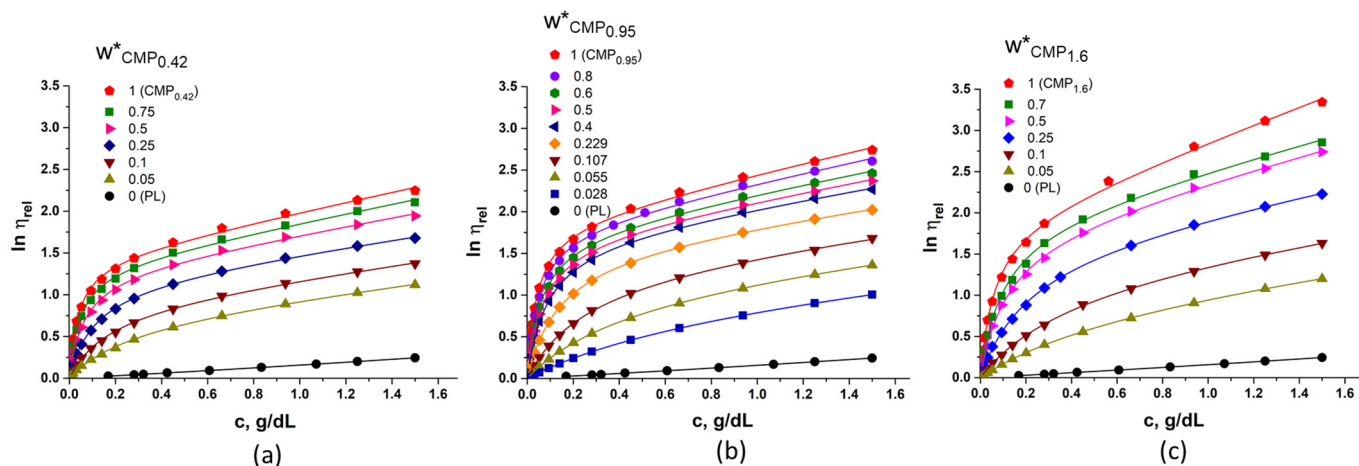 w*CMP0.42
1 (CMP0.42)
0.75
0.5
0.25
0.1
0.05
0 (PL)
3.5
3.0
2.5
2.0
1.5
1.0
0.5
0.0
ln ηrel
0.0 0.2 0.4 0.6 0.8 1.0 1.2 1.4 1.6
c, g/dL
(a)
w*CMP0.95
1 (CMP0.95)
0.8
0.6
0.5
0.4
0.229
0.107
0.055
0.028
0 (PL)
3.5
3.0
2.5
2.0
1.5
1.0
0.5
0.0
ln ηrel
0.0 0.2 0.4 0.6 0.8 1.0 1.2 1.4 1.6
c, g/dL
(b)
w*CMP1.6
1 (CMP1.6)
0.7
0.5
0.25
0.1
0.05
0 (PL)
3.5
3.0
2.5
2.0
1.5
1.0
0.5
0.0
ln ηrel
0.0 0.2 0.4 0.6 0.8 1.0 1.2 1.4 1.6
c, g/dL
(c)